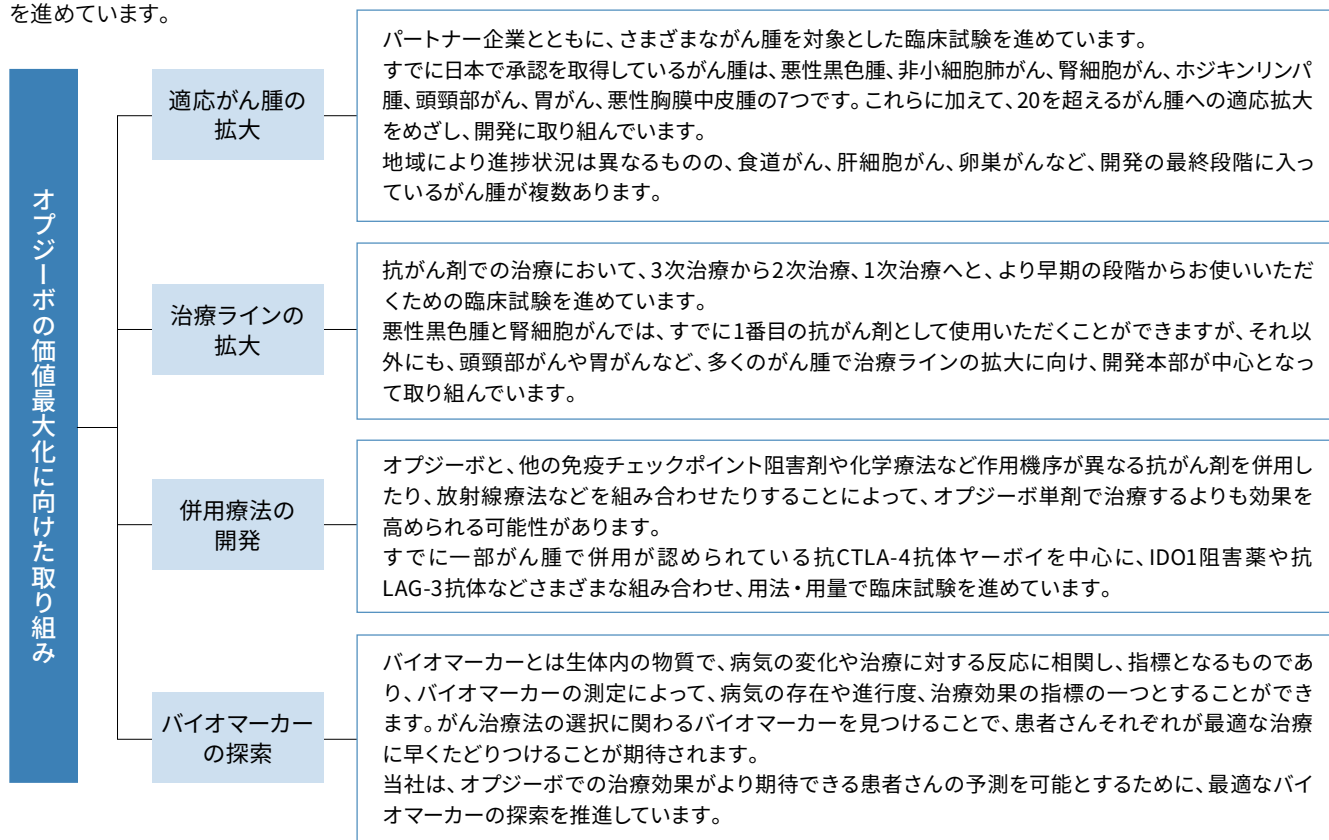 を進めています。
オプジーボの価値最大化に向けた取り組み
適応がん腫の
拡大
パートナー企業とともに、さまざまながん腫を対象とした臨床試験を進めています。
すでに日本で承認を取得しているがん腫は、悪性黒色腫、非小細胞肺がん、腎細胞がん、ホジキンリンパ
腫、頭頸部がん、胃がん、悪性胸膜中皮腫の7つです。これらに加えて、20を超えるがん腫への適応拡大
をめざし、開発に取り組んでいます。
地域により進捗状況は異なるものの、食道がん、肝細胞がん、卵巣がんなど、開発の最終段階に入っ
ているがん腫が複数あります。
治療ラインの
拡大
抗がん剤での治療において、3次治療から2次治療、1次治療へと、より早期の段階からお使いいただ
くための臨床試験を進めています。
悪性黒色腫と腎細胞がんでは、すでに1番目の抗がん剤として使用いただくことができますが、それ以
外にも、頭頸部がんや胃がんなど、多くのがん腫で治療ラインの拡大に向け、開発本部が中心となっ
て取り組んでいます。
併用療法の
開発
オプジーボと、他の免疫チェックポイント阻害剤や化学療法など作用機序が異なる抗がん剤を併用し
たり、放射線療法などを組み合わせたりすることによって、オプジーボ単剤で治療するよりも効果を
高められる可能性があります。
すでに一部がん腫で併用が認められている抗CTLA-4抗体ヤーボイを中心に、IDO1阻害薬や抗
LAG-3抗体などさまざまな組み合わせ、用法・用量で臨床試験を進めています。
バイオマーカー
の探索
バイオマーカーとは生体内の物質で、病気の変化や治療に対する反応に相関し、指標となるものであ
り、バイオマーカーの測定によって、病気の存在や進行度、治療効果の指標の一つとすることができ
ます。がん治療法の選択に関わるバイオマーカーを見つけることで、患者さんそれぞれが最適な治療
に早くたどりつけることが期待されます。
当社は、オプジーボでの治療効果がより期待できる患者さんの予測を可能とするために、最適なバイ
オマーカーの探索を推進しています。